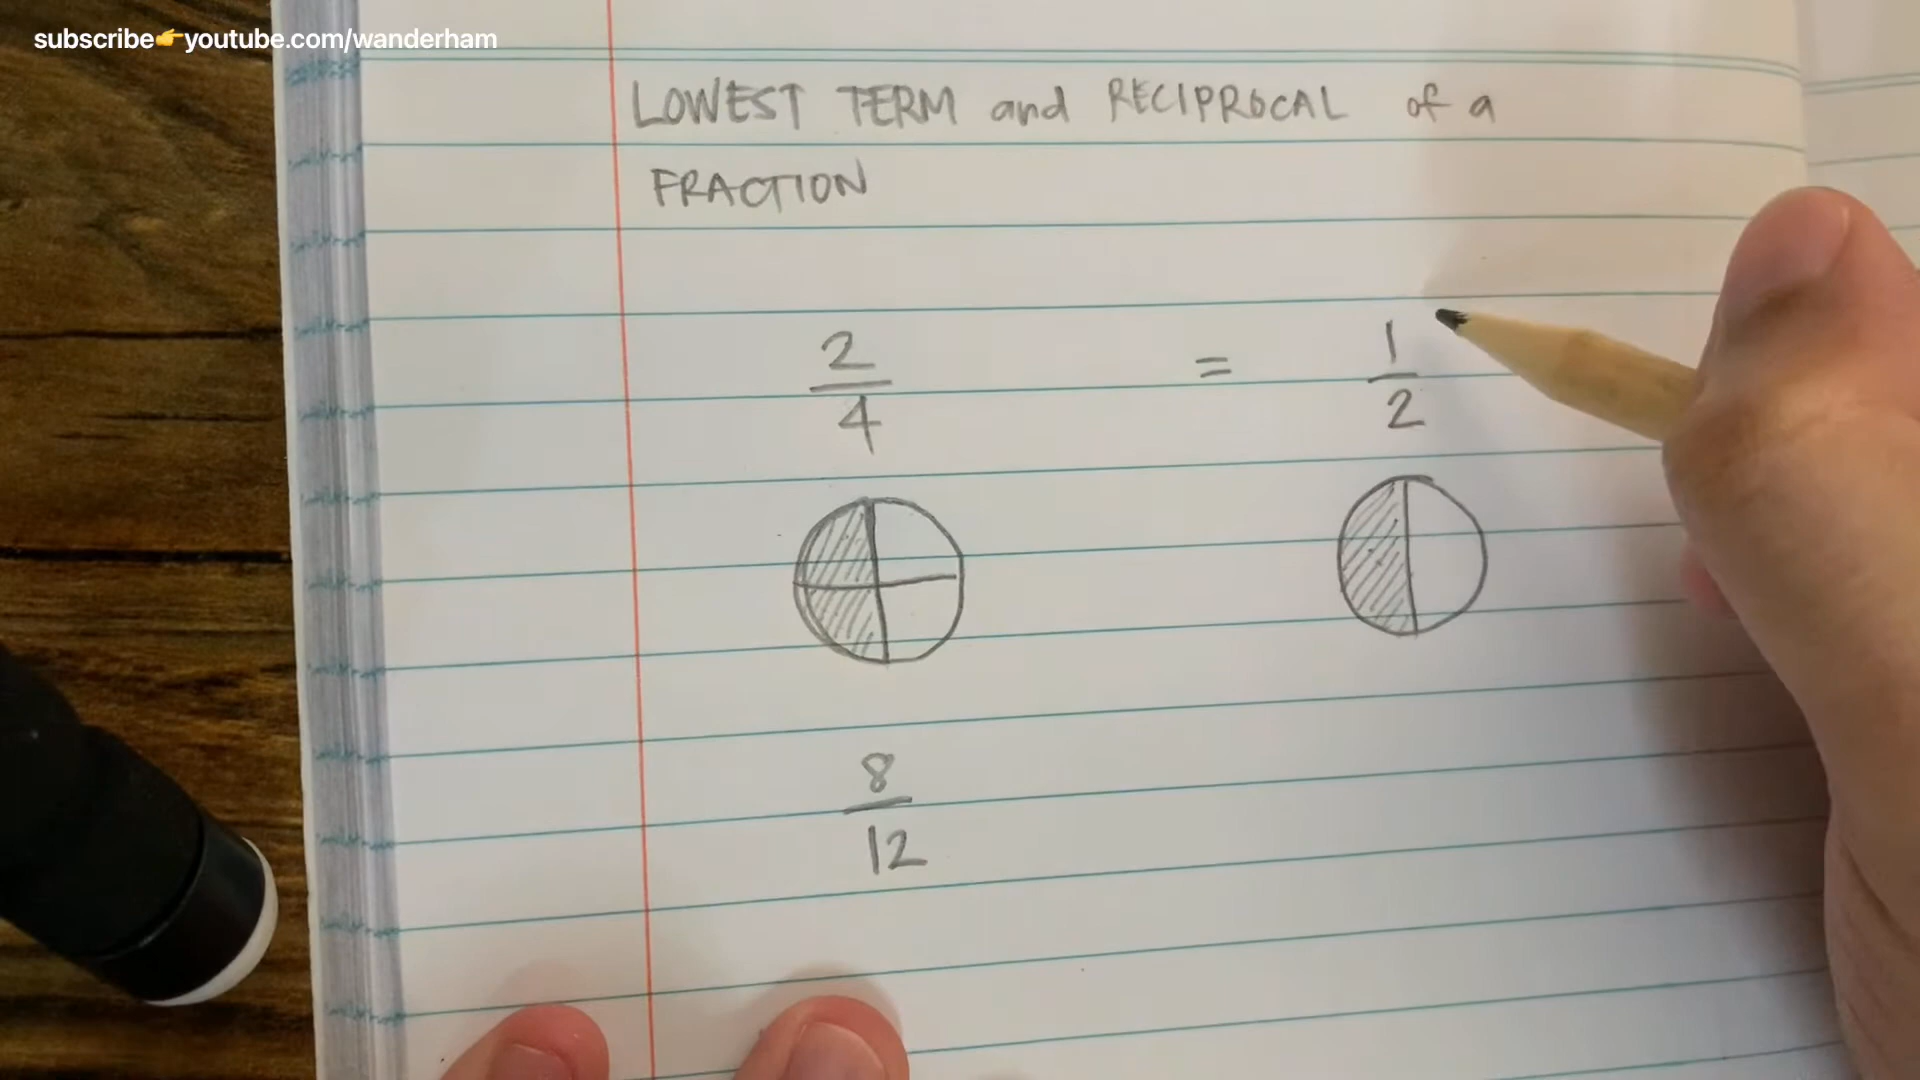 subscribe👉youtube.com/wanderham
LOWEST TERM and RECIPROCAL of a
FRACTION
2/4 = 1/2
8/12